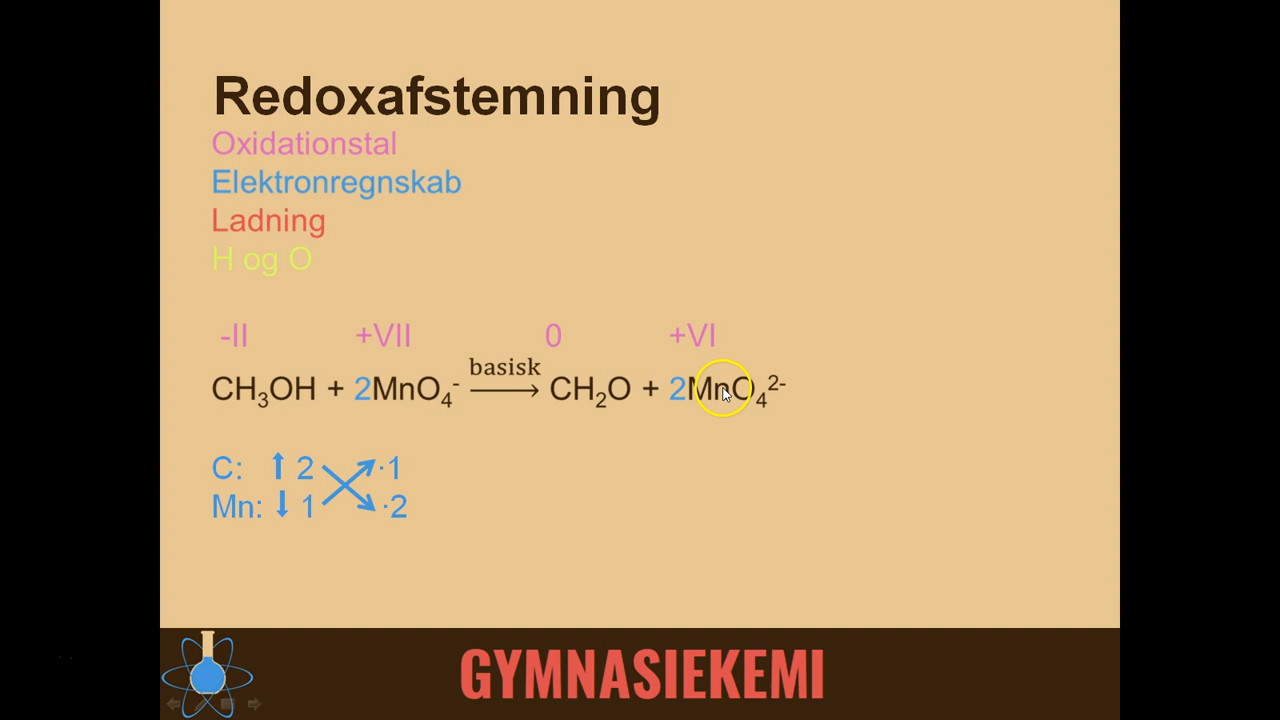 Redoxafstemning
Oxidationstal
Elektronregnskab
Ladning
H og O
-II +VII 0 +VI
CH₃OH + 2MnO₄⁻ basisk⟶ CH₂O + 2MnO₄²⁻
C: ↑ 2 ·1
Mn: ↓ 1 ·2
GYMNASIEKEMI